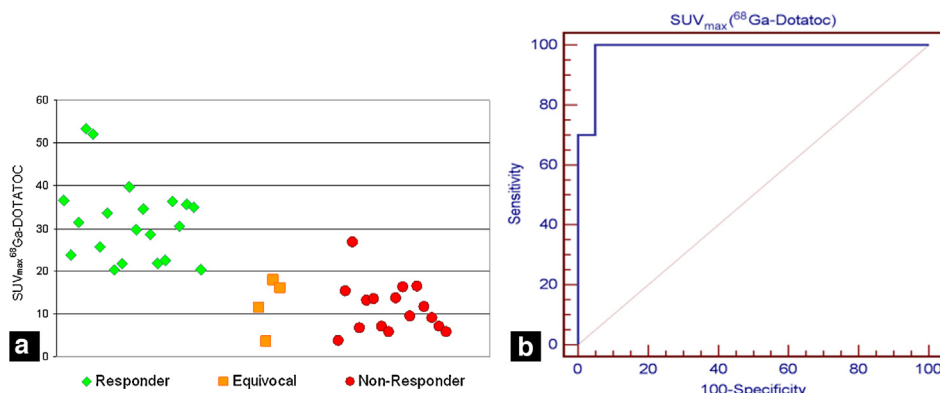 SUVmax ⁶⁸Ga-DOTATOC
60
50
40
30
20
10
0
a
Responder
Equivocal
Non-Responder
SUVmax(⁶⁸Ga-Dotatoc)
Sensitivity
100
80
60
40
20
0
0 20 40 60 80 100
100-Specificity
b